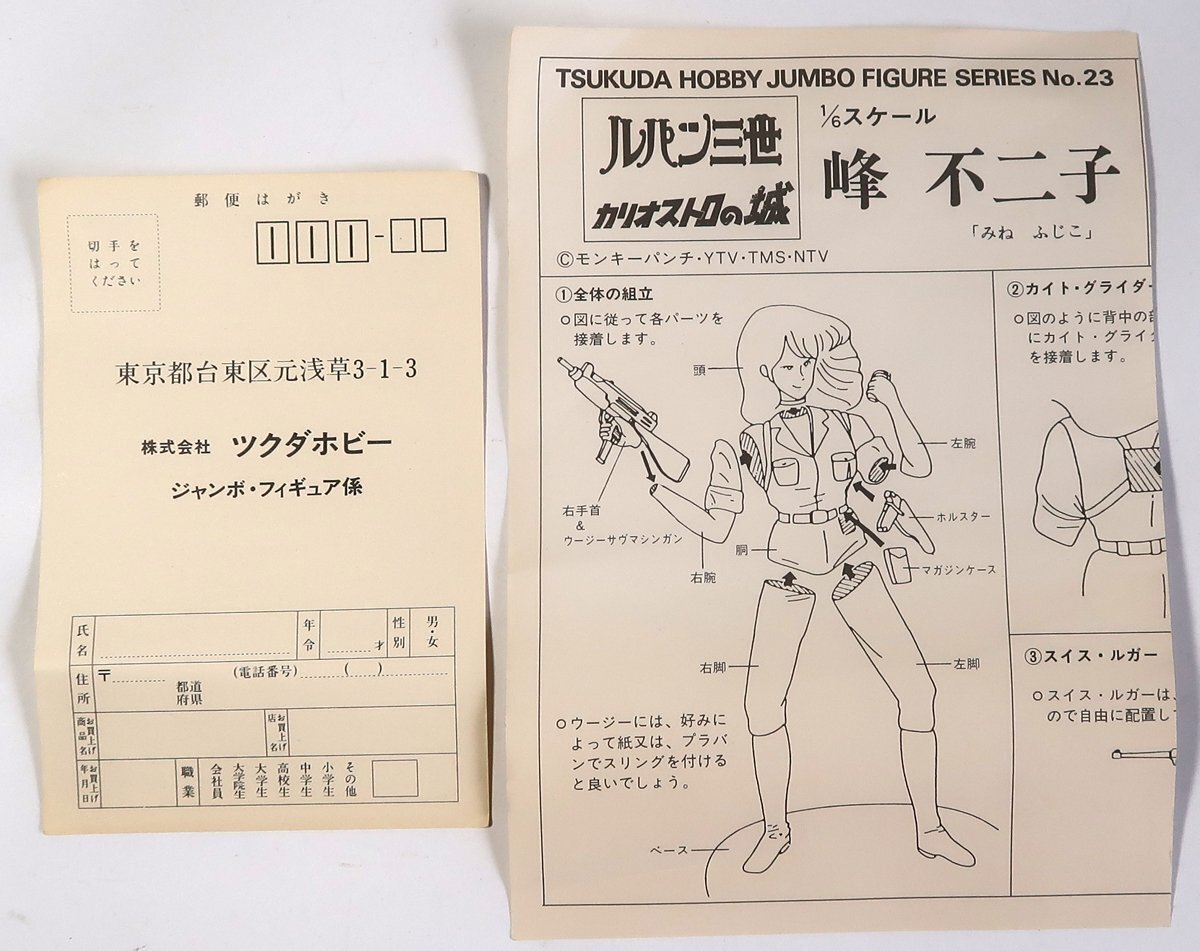 郵便はがき
切手を
はって
ください
111-
東京都台東区元浅草3-1-3
株式会社 ツクダホビー
ジャンボ・フィギュア係
氏名
年令
才
性別
男・女
住所
〒
(電話番号) ( )
都道
府県
お買上げ
商品名
お買上げ
店名
お買上げ
年月日
職業
会社員
大学院生
大学生
高校生
中学生
小学生
その他
TSUKUDA HOBBY JUMBO FIGURE SERIES No.23
ルパン三世
カリオストロの城
1/6スケール
峰 不二子
「みね ふじこ」
©モンキーパンチ・YTV・TMS・NTV
①全体の組立
○図に従って各パーツを
接着します。
頭
左腕
右手首
&
ウージーサヴマシンガン
右腕
胴
ホルスター
マガジンケース
右脚
左脚
○ウージーには、好みに
よって紙又は、プラバ
ンでスリングを付ける
と良いでしょう。
ベース
②カイト・グライダー
○図のように背中の
にカイト・グライ
を接着します。
③スイス・ルガー
○スイス・ルガーは、
ので自由に配置し